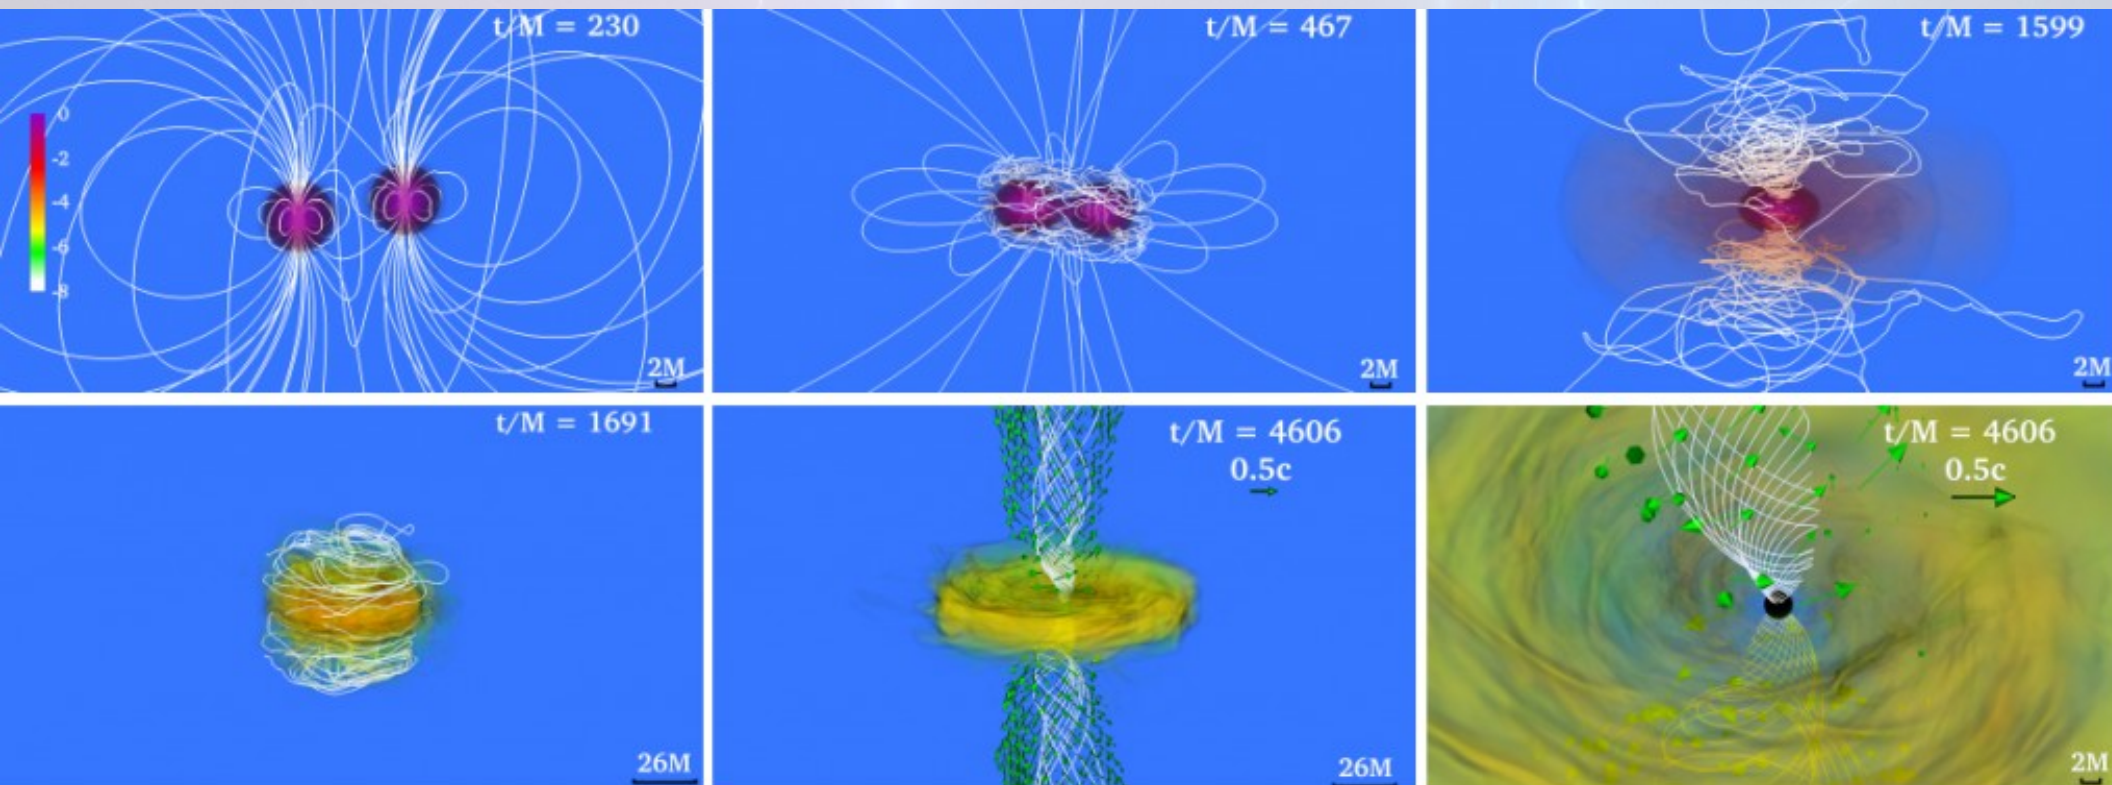 t/M = 230
0
-2
-4
-6
-8
2M
t/M = 467
2M
t/M = 1599
2M
t/M = 1691
26M
t/M = 4606
0.5c
26M
t/M = 4606
0.5c
2M